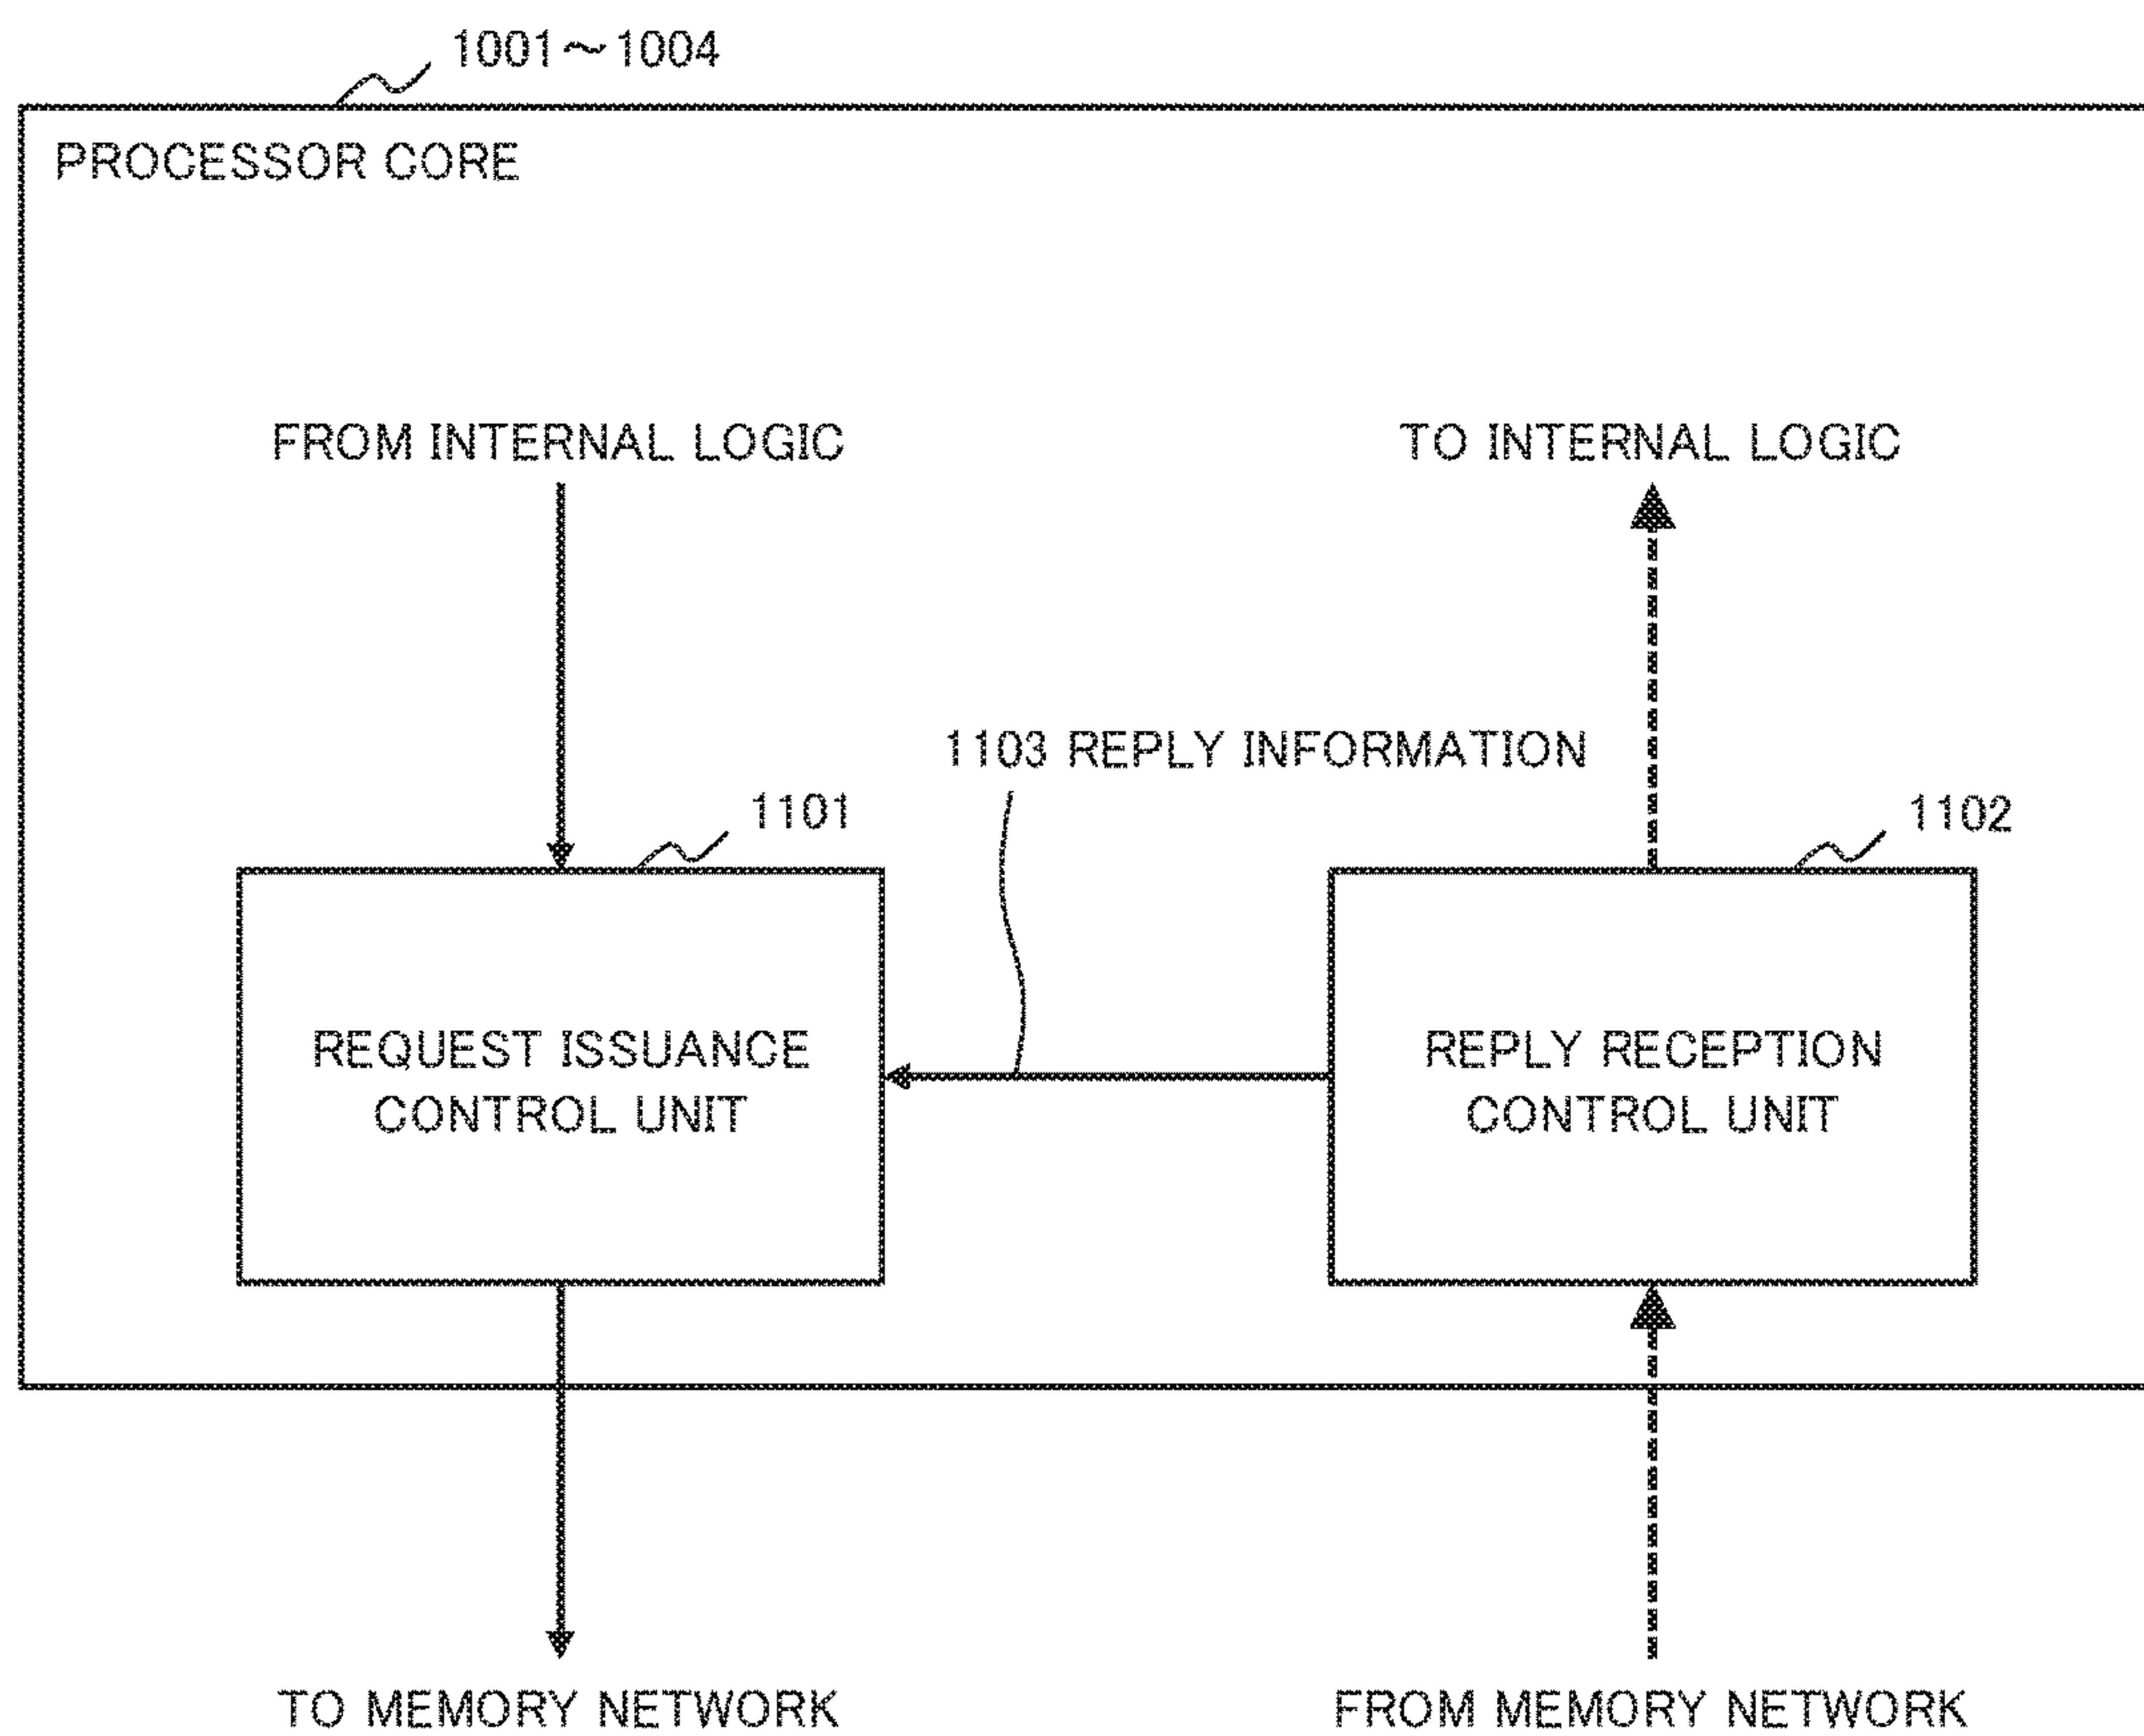 1001~1004
PROCESSOR CORE
FROM INTERNAL LOGIC
TO INTERNAL LOGIC
1103 REPLY INFORMATION
1101
1102
REQUEST ISSUANCE
CONTROL UNIT
REPLY RECEPTION
CONTROL UNIT
TO MEMORY NETWORK
FROM MEMORY NETWORK